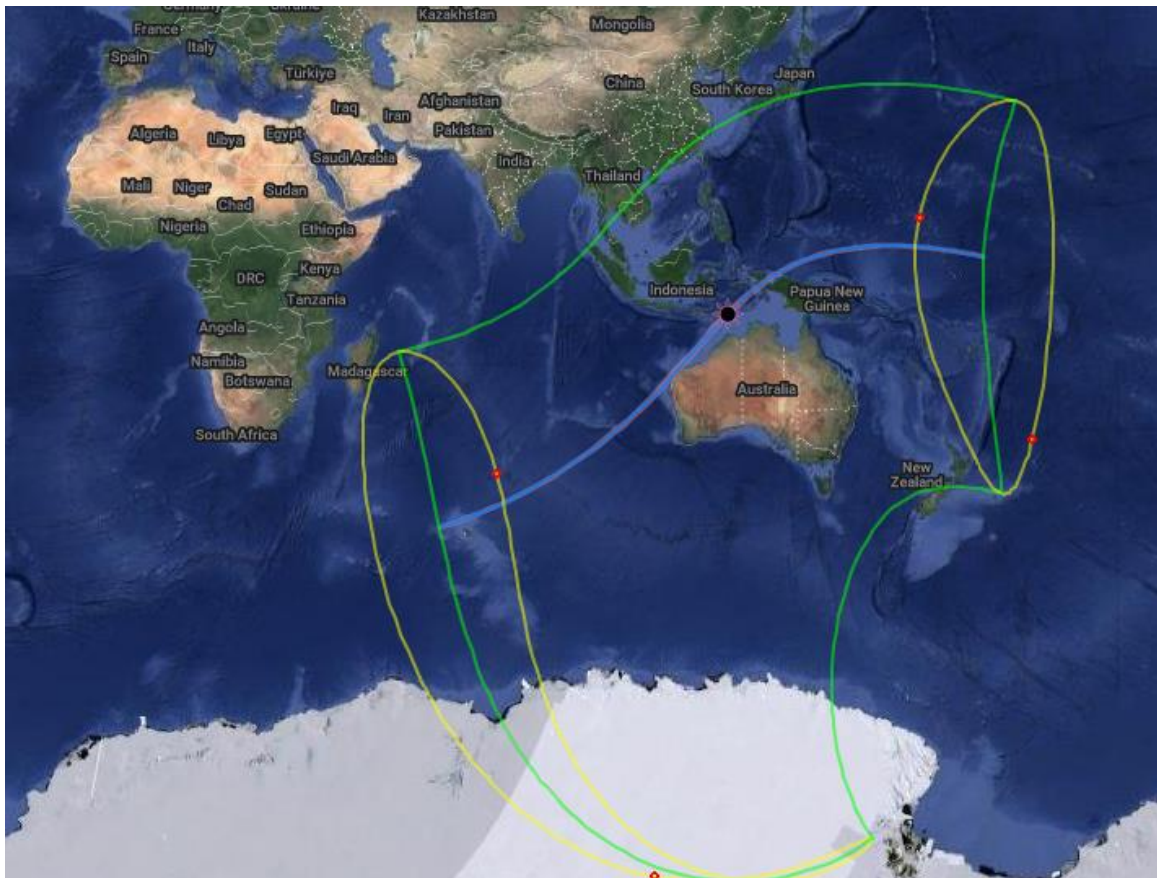 Kazakhstan
Mongolia
France
Italy
Spain
Türkiye
Japan
China
South Korea
Afghanistan
Iraq
Iran
Algeria
Libya
Egypt
Pakistan
Saudi Arabia
India
Thailand
Mali
Niger
Sudan
Chad
Nigeria
Ethiopia
DRC
Kenya
Indonesia
Papua New
Guinea
Tanzania
Angola
Namibia
Madagascar
Botswana
Australia
South Africa
New
Zealand